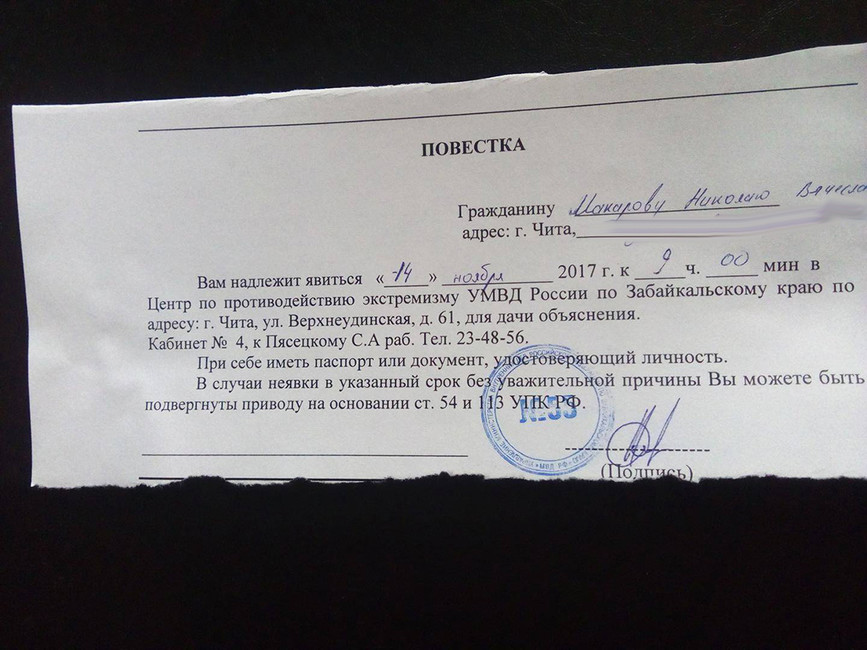 ПОВЕСТКА
Гражданину Макарову Николаю
адрес: г. Чита,
Вам надлежит явиться «14» ноября 2017 г. к 9 ч. 00 мин в
Центр по противодействию экстремизму УМВД России по Забайкальскому краю по
адресу: г. Чита, ул. Верхнеудинская, д. 61, для дачи объяснения.
Кабинет № 4, к Пясецкому С.А раб. Тел. 23-48-56.
При себе иметь паспорт или документ, удостоверяющий личность.
В случаи неявки в указанный срок без уважительной причины Вы можете быть
подвергнуты приводу на основании ст. 54 и 113 УПК РФ.
№33
(Подпись)